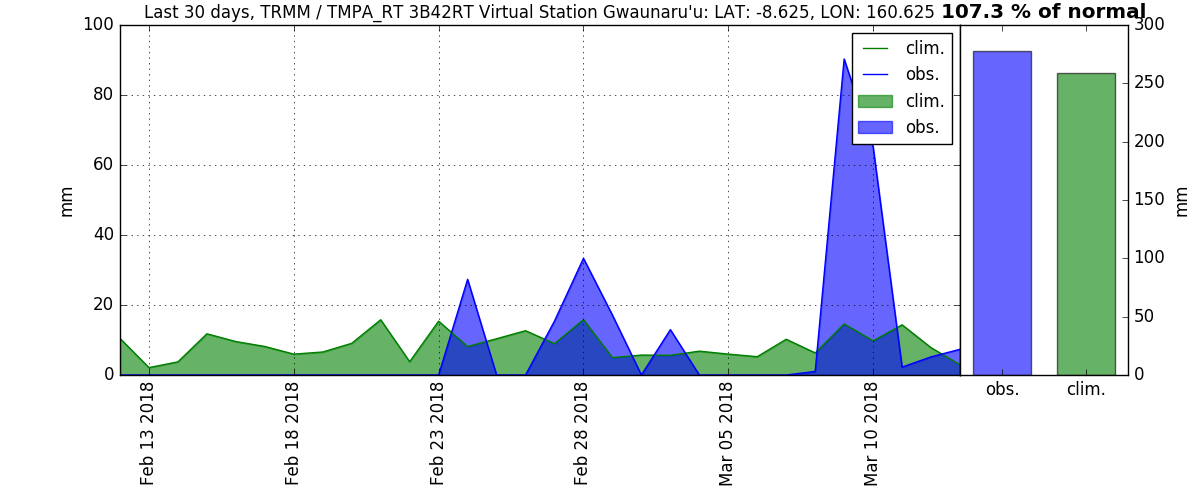 Last 30 days, TRMM / TMPA_RT 3B42RT Virtual Station Gwaunaru'u: LAT: -8.625, LON: 160.625 107.3 % of normal
100
80
60
40
20
0
mm
clim.
obs.
clim.
obs.
300
250
200
150
100
50
0
mm
obs.
clim.
Feb 13 2018
Feb 18 2018
Feb 23 2018
Feb 28 2018
Mar 05 2018
Mar 10 2018